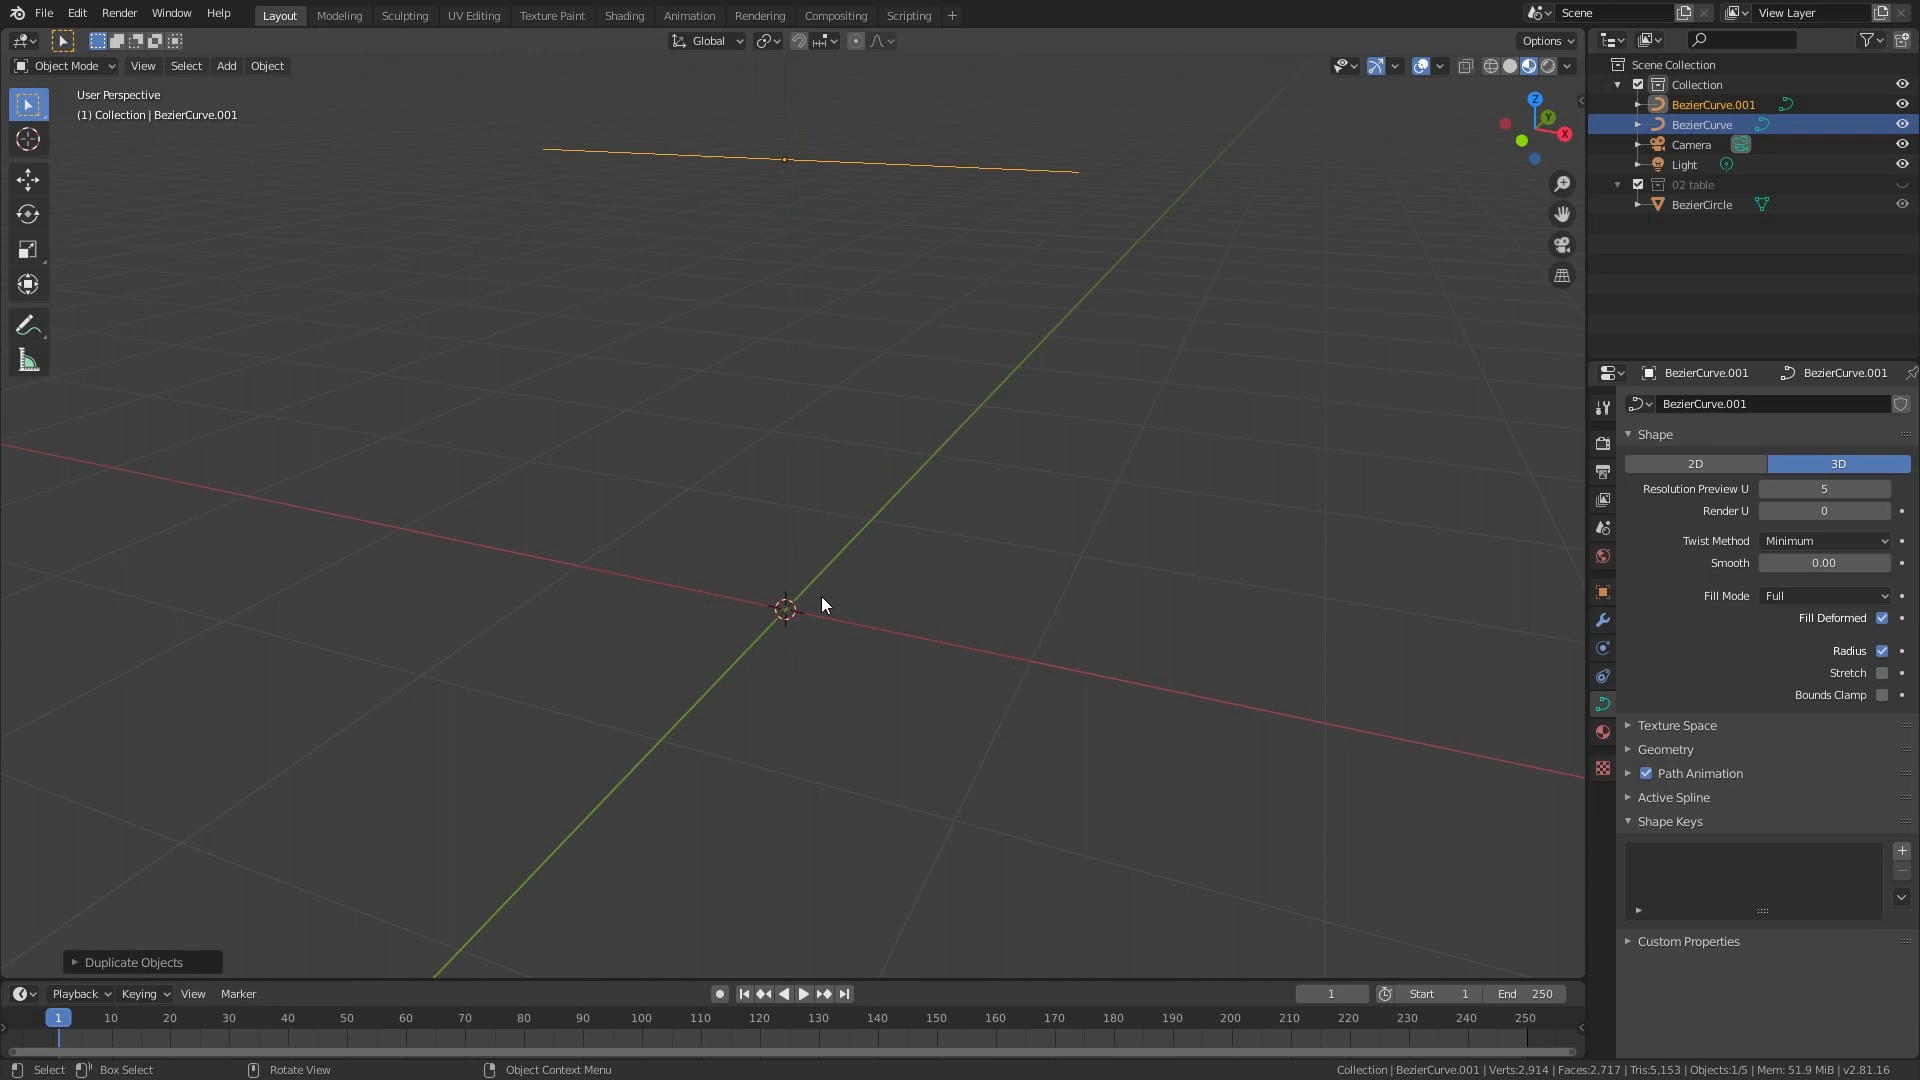 File Edit Render Window Help Layout Modeling Sculpting UV Editing Texture Paint Shading Animation Rendering Compositing Scripting + Scene View Layer
Global Options
Object Mode View Select Add Object
User Perspective
(1) Collection | BezierCurve.001
Z
Y
X
Scene Collection
Collection
BezierCurve.001
BezierCurve
Camera
Light
02 table
BezierCircle
BezierCurve.001 BezierCurve.001
BezierCurve.001
Shape
2D 3D
Resolution Preview U 5
Render U 0
Twist Method Minimum
Smooth 0.00
Fill Mode Full
Fill Deformed
Radius
Stretch
Bounds Clamp
Texture Space
Geometry
Path Animation
Active Spline
Shape Keys
Custom Properties
Duplicate Objects
Playback Keying View Marker 1 Start 1 End 250
1 10 20 30 40 50 60 70 80 90 100 110 120 130 140 150 160 170 180 190 200 210 220 230 240 250
Select Box Select Rotate View Object Context Menu Collection | BezierCurve.001 | Verts:2,914 | Faces:2,717 | Tris:5,153 | Objects:1/5 | Mem: 51.9 MiB | v2.81.16